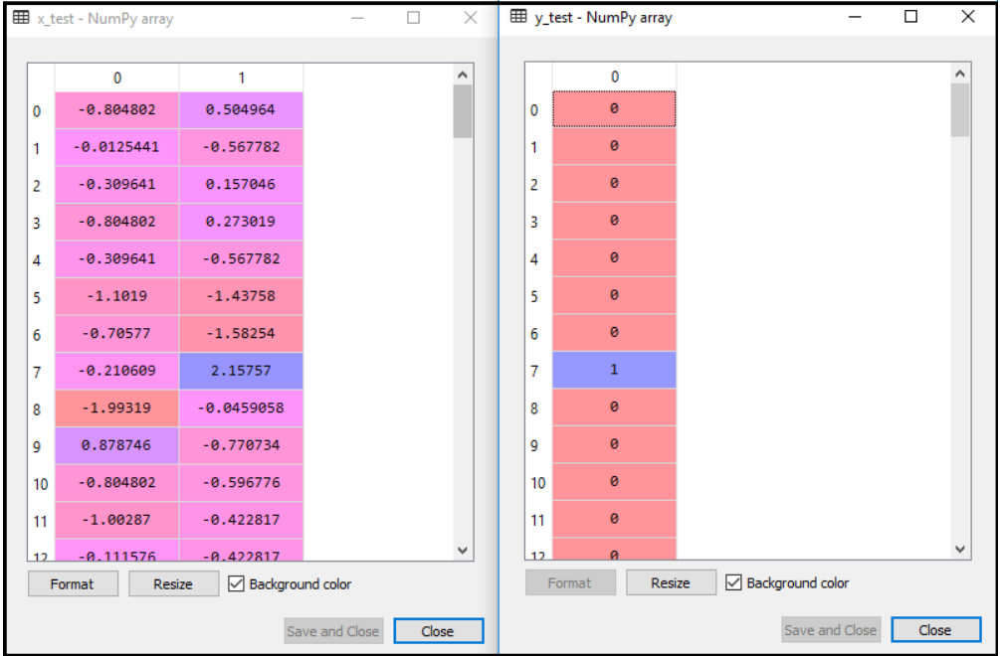 x_test - NumPy array
0 1
0 -0.804802 0.504964
1 -0.0125441 -0.567782
2 -0.309641 0.157046
3 -0.804802 0.273019
4 -0.309641 -0.567782
5 -1.1019 -1.43758
6 -0.70577 -1.58254
7 -0.210609 2.15757
8 -1.99319 -0.0459058
9 0.878746 -0.770734
10 -0.804802 -0.596776
11 -1.00287 -0.422817
12 -0.111576 -0.422817
Format Resize Background color
Save and Close Close
y_test - NumPy array
0
0 0
1 0
2 0
3 0
4 0
5 0
6 0
7 1
8 0
9 0
10 0
11 0
12 0
Format Resize Background color
Save and Close Close